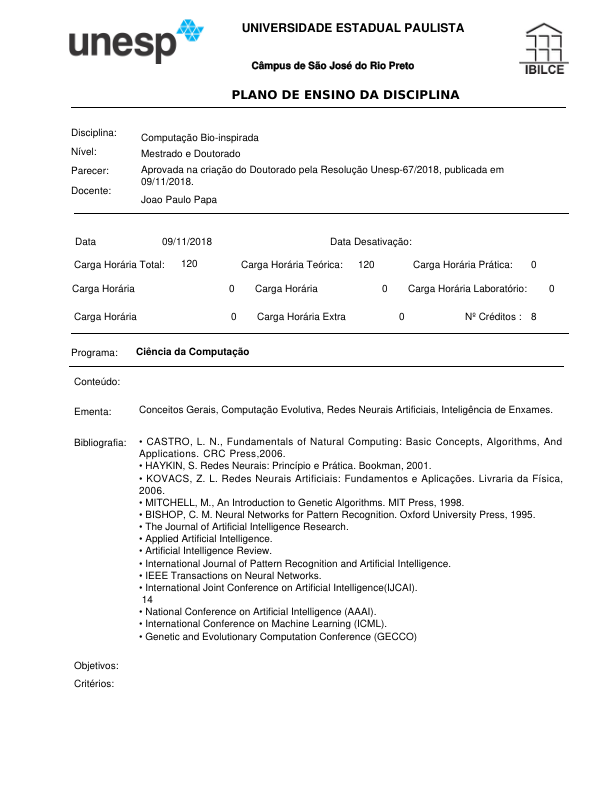 unesp
UNIVERSIDADE ESTADUAL PAULISTA
Câmpus de São José do Rio Preto
IBILCE
PLANO DE ENSINO DA DISCIPLINA
Disciplina: Computação Bio-inspirada
Nível: Mestrado e Doutorado
Parecer: Aprovada na criação do Doutorado pela Resolução Unesp-67/2018, publicada em
09/11/2018.
Docente: Joao Paulo Papa
Data 09/11/2018 Data Desativação:
Carga Horária Total: 120 Carga Horária Teórica: 120 Carga Horária Prática: 0
Carga Horária 0 Carga Horária 0 Carga Horária Laboratório: 0
Carga Horária 0 Carga Horária Extra 0 Nº Créditos : 8
Programa: Ciência da Computação
Conteúdo:
Ementa: Conceitos Gerais, Computação Evolutiva, Redes Neurais Artificiais, Inteligência de Enxames.
Bibliografia: • CASTRO, L. N., Fundamentals of Natural Computing: Basic Concepts, Algorithms, And
Applications. CRC Press,2006.
• HAYKIN, S. Redes Neurais: Princípio e Prática. Bookman, 2001.
• KOVACS, Z. L. Redes Neurais Artificiais: Fundamentos e Aplicações. Livraria da Física,
2006.
• MITCHELL, M., An Introduction to Genetic Algorithms. MIT Press, 1998.
• BISHOP, C. M. Neural Networks for Pattern Recognition. Oxford University Press, 1995.
• The Journal of Artificial Intelligence Research.
• Applied Artificial Intelligence.
• Artificial Intelligence Review.
• International Journal of Pattern Recognition and Artificial Intelligence.
• IEEE Transactions on Neural Networks.
• International Joint Conference on Artificial Intelligence(IJCAI).
14
• National Conference on Artificial Intelligence (AAAI).
• International Conference on Machine Learning (ICML).
• Genetic and Evolutionary Computation Conference (GECCO)
Objetivos:
Critérios: